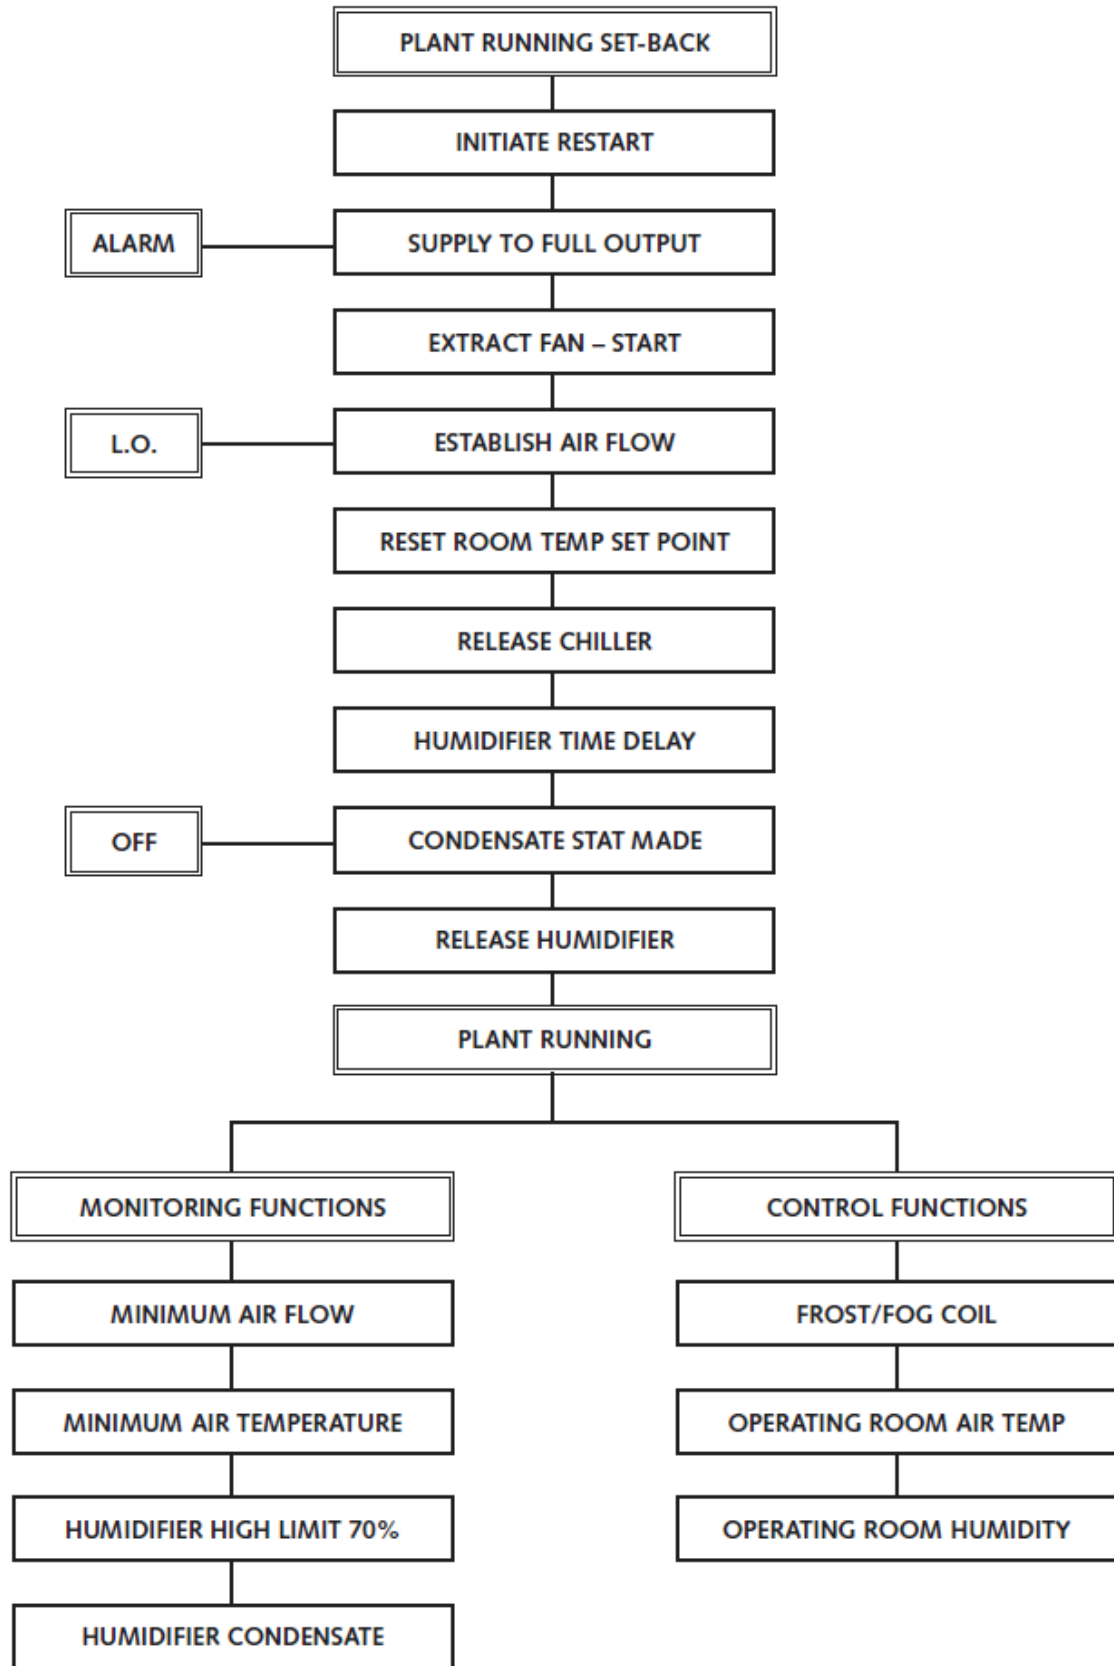 PLANT RUNNING SET-BACK
INITIATE RESTART
ALARM
SUPPLY TO FULL OUTPUT
EXTRACT FAN – START
L.O.
ESTABLISH AIR FLOW
RESET ROOM TEMP SET POINT
RELEASE CHILLER
HUMIDIFIER TIME DELAY
OFF
CONDENSATE STAT MADE
RELEASE HUMIDIFIER
PLANT RUNNING
MONITORING FUNCTIONS
MINIMUM AIR FLOW
MINIMUM AIR TEMPERATURE
HUMIDIFIER HIGH LIMIT 70%
HUMIDIFIER CONDENSATE
CONTROL FUNCTIONS
FROST/FOG COIL
OPERATING ROOM AIR TEMP
OPERATING ROOM HUMIDITY